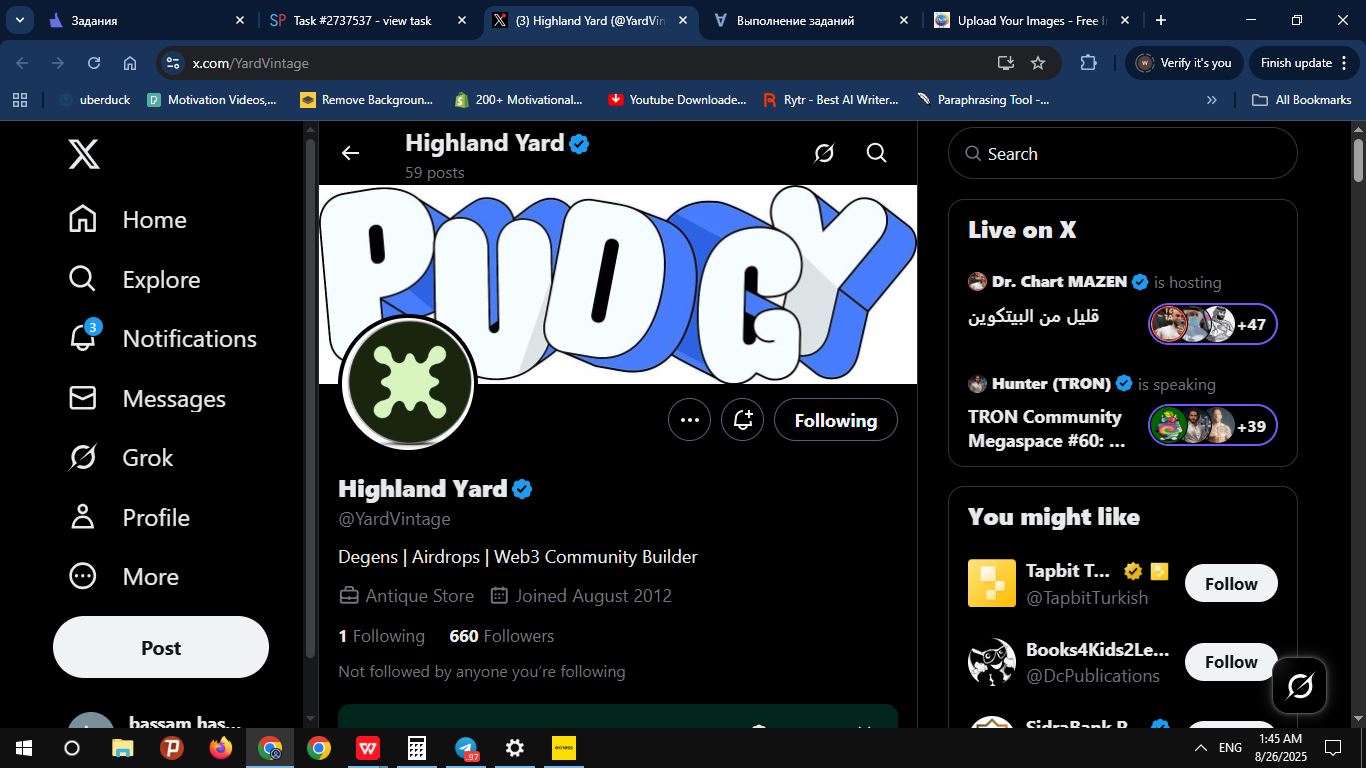 Задания
Task #2737537 - view task
(3) Highland Yard (@YardVin
Выполнение заданий
Upload Your Images - Free I
x.com/YardVintage
Verify it's you
Finish update
uberduck
Motivation Videos,...
Remove Backgroun...
200+ Motivational...
Youtube Downloade...
Rytr - Best AI Writer...
Paraphrasing Tool -...
All Bookmarks
Home
Explore
3
Notifications
Messages
Grok
Profile
More
Post
bassam has...
Highland Yard
59 posts
PUDGY
Following
Highland Yard
@YardVintage
Degens | Airdrops | Web3 Community Builder
Antique Store Joined August 2012
1 Following 660 Followers
Not followed by anyone you're following
Search
Live on X
Dr. Chart MAZEN is hosting
قليل من البيتكوين
+47
Hunter (TRON) is speaking
TRON Community
Megaspace #60: ...
+39
You might like
Tapbit T...
@TapbitTurkish
Follow
Books4Kids2Le...
@DcPublications
Follow
SidraBank P...
.97
exness
ENG
1:45 AM
8/26/2025